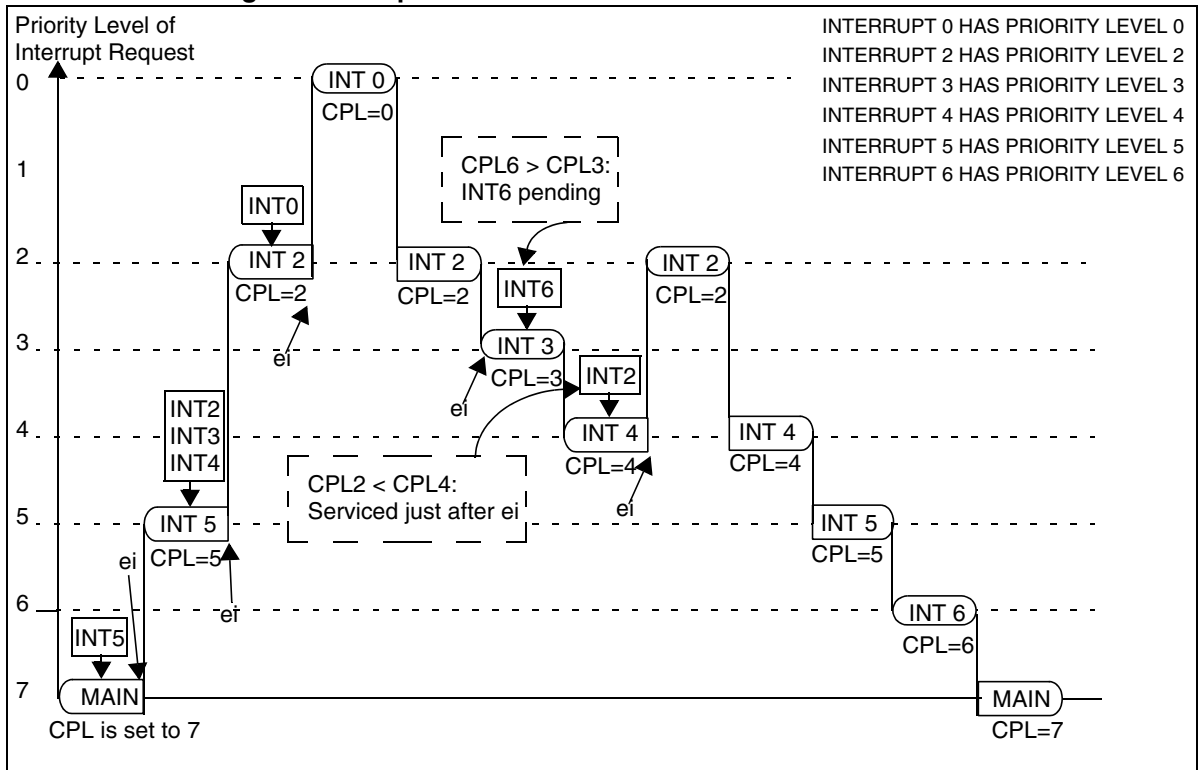 Priority Level of
Interrupt Request
INTERRUPT 0 HAS PRIORITY LEVEL 0
INTERRUPT 2 HAS PRIORITY LEVEL 2
INTERRUPT 3 HAS PRIORITY LEVEL 3
INTERRUPT 4 HAS PRIORITY LEVEL 4
INTERRUPT 5 HAS PRIORITY LEVEL 5
INTERRUPT 6 HAS PRIORITY LEVEL 6
0
INT 0
CPL=0
1
CPL6 > CPL3:
INT6 pending
INT0
2
INT 2
CPL=2
ei
INT 2
CPL=2
INT6
INT 2
CPL=2
3
INT 3
CPL=3
ei
INT2
INT2
INT3
INT4
4
INT 4
CPL=4
ei
INT 4
CPL=4
CPL2 < CPL4:
Serviced just after ei
5
INT 5
CPL=5
ei
ei
INT 5
CPL=5
6
INT 6
CPL=6
INT5
7
MAIN
CPL is set to 7
MAIN
CPL=7